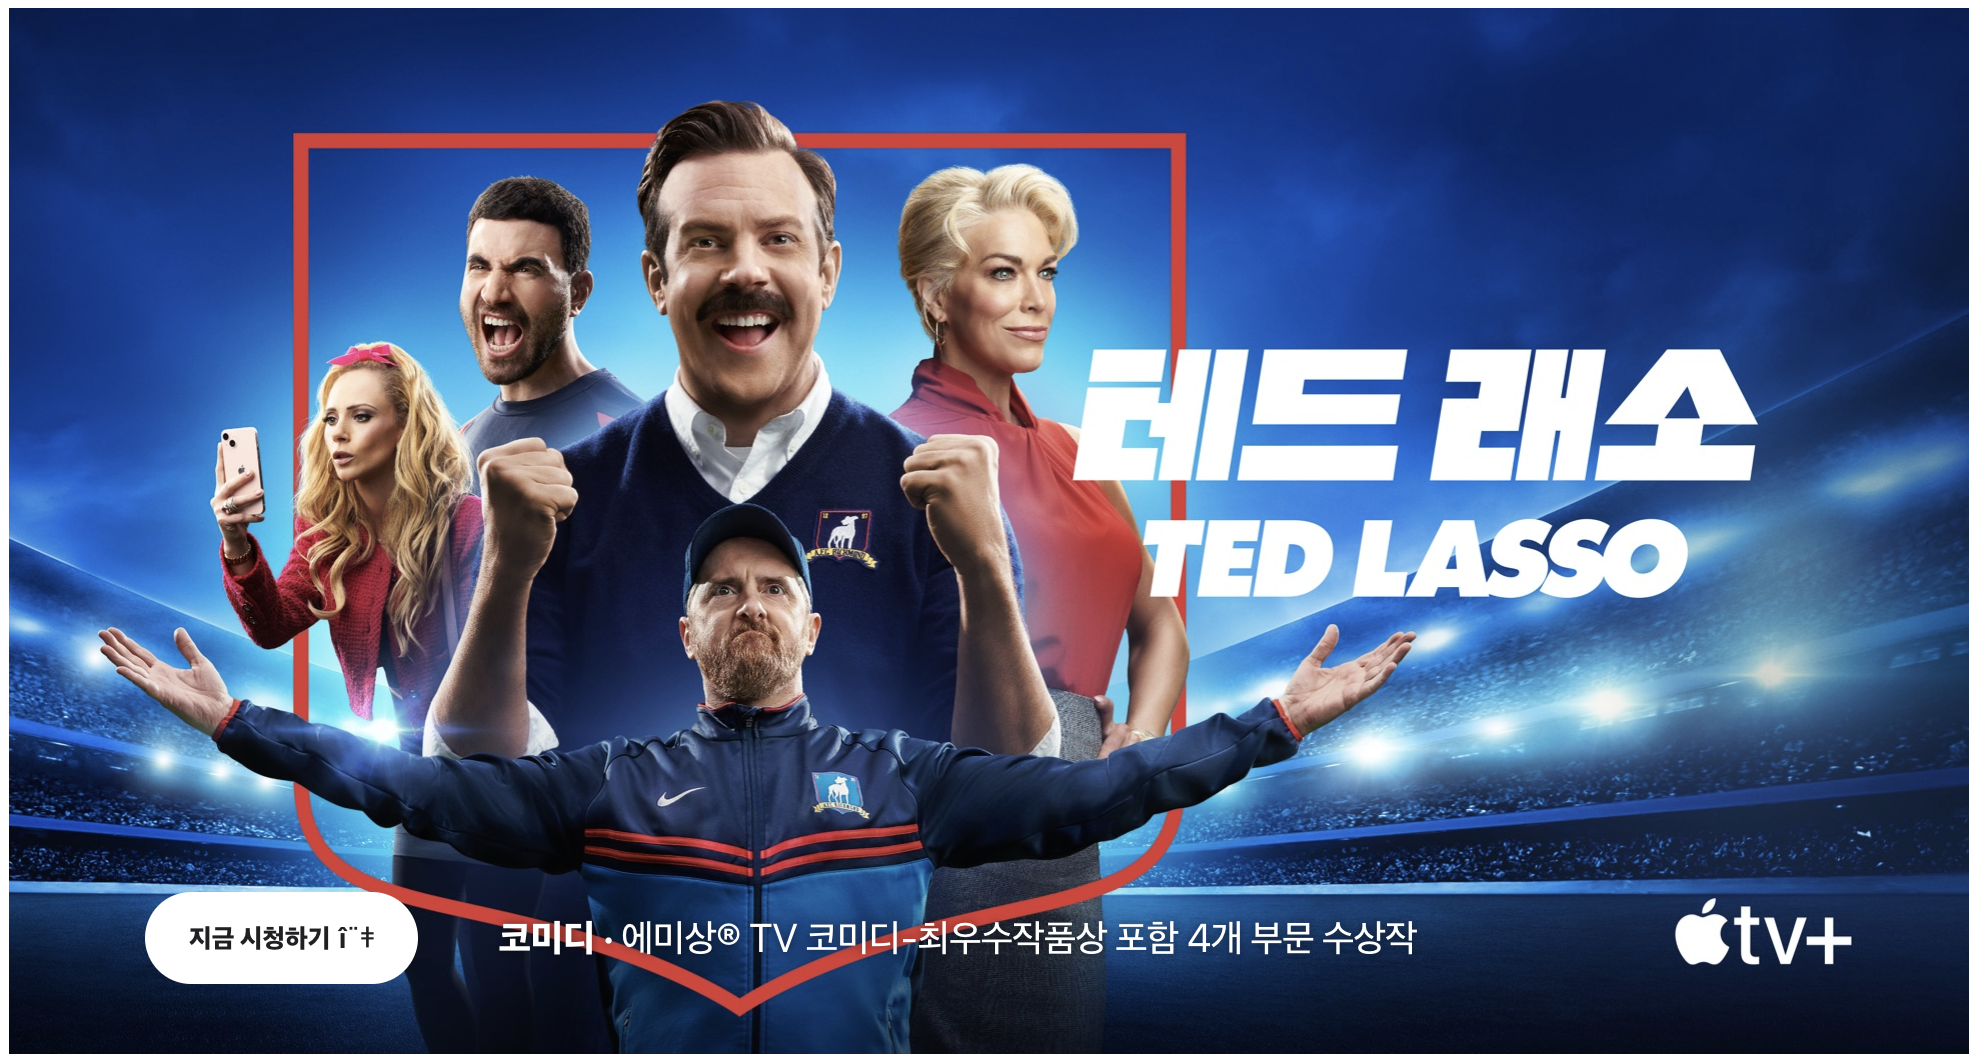 테드 래소
TED LASSO
A.F.C. RICHMOND
A.F.C. RICHMOND
지금 시청하기 î¨‡
코미디 · 에미상® TV 코미디-최우수작품상 포함 4개 부문 수상작
tv+